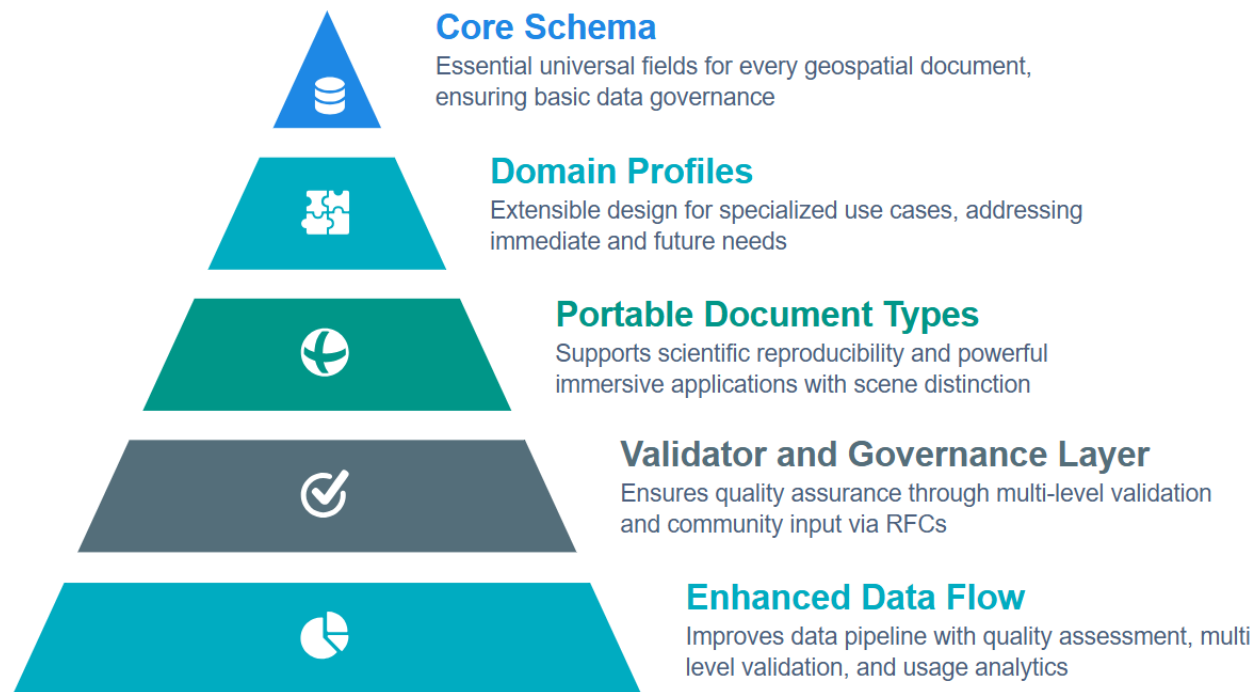 Core Schema
Essential universal fields for every geospatial document,
ensuring basic data governance
Domain Profiles
Extensible design for specialized use cases, addressing
immediate and future needs
Portable Document Types
Supports scientific reproducibility and powerful
immersive applications with scene distinction
Validator and Governance Layer
Ensures quality assurance through multi-level validation
and community input via RFCs
Enhanced Data Flow
Improves data pipeline with quality assessment, multi
level validation, and usage analytics